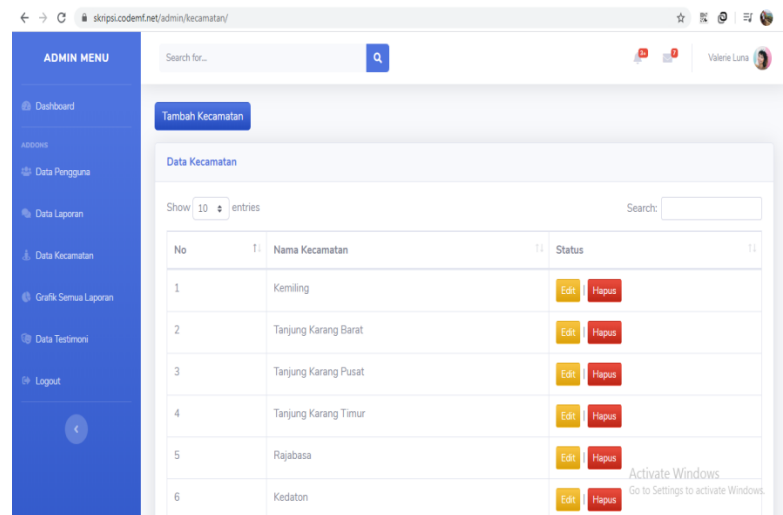 skripsi.codemf.net/admin/kecamatan/
ADMIN MENU
Search for...
3+
7
Valerie Luna
Dashboard
ADDONS
Data Pengguna
Data Laporan
Data Kecamatan
Grafik Semua Laporan
Data Testimoni
Logout
Tambah Kecamatan
Data Kecamatan
Show 10 entries
Search:
No Nama Kecamatan Status
1 Kemiling Edit | Hapus
2 Tanjung Karang Barat Edit | Hapus
3 Tanjung Karang Pusat Edit | Hapus
4 Tanjung Karang Timur Edit | Hapus
5 Rajabasa Edit | Hapus
6 Kedaton Edit | Hapus
Activate Windows
Go to Settings to activate Windows.